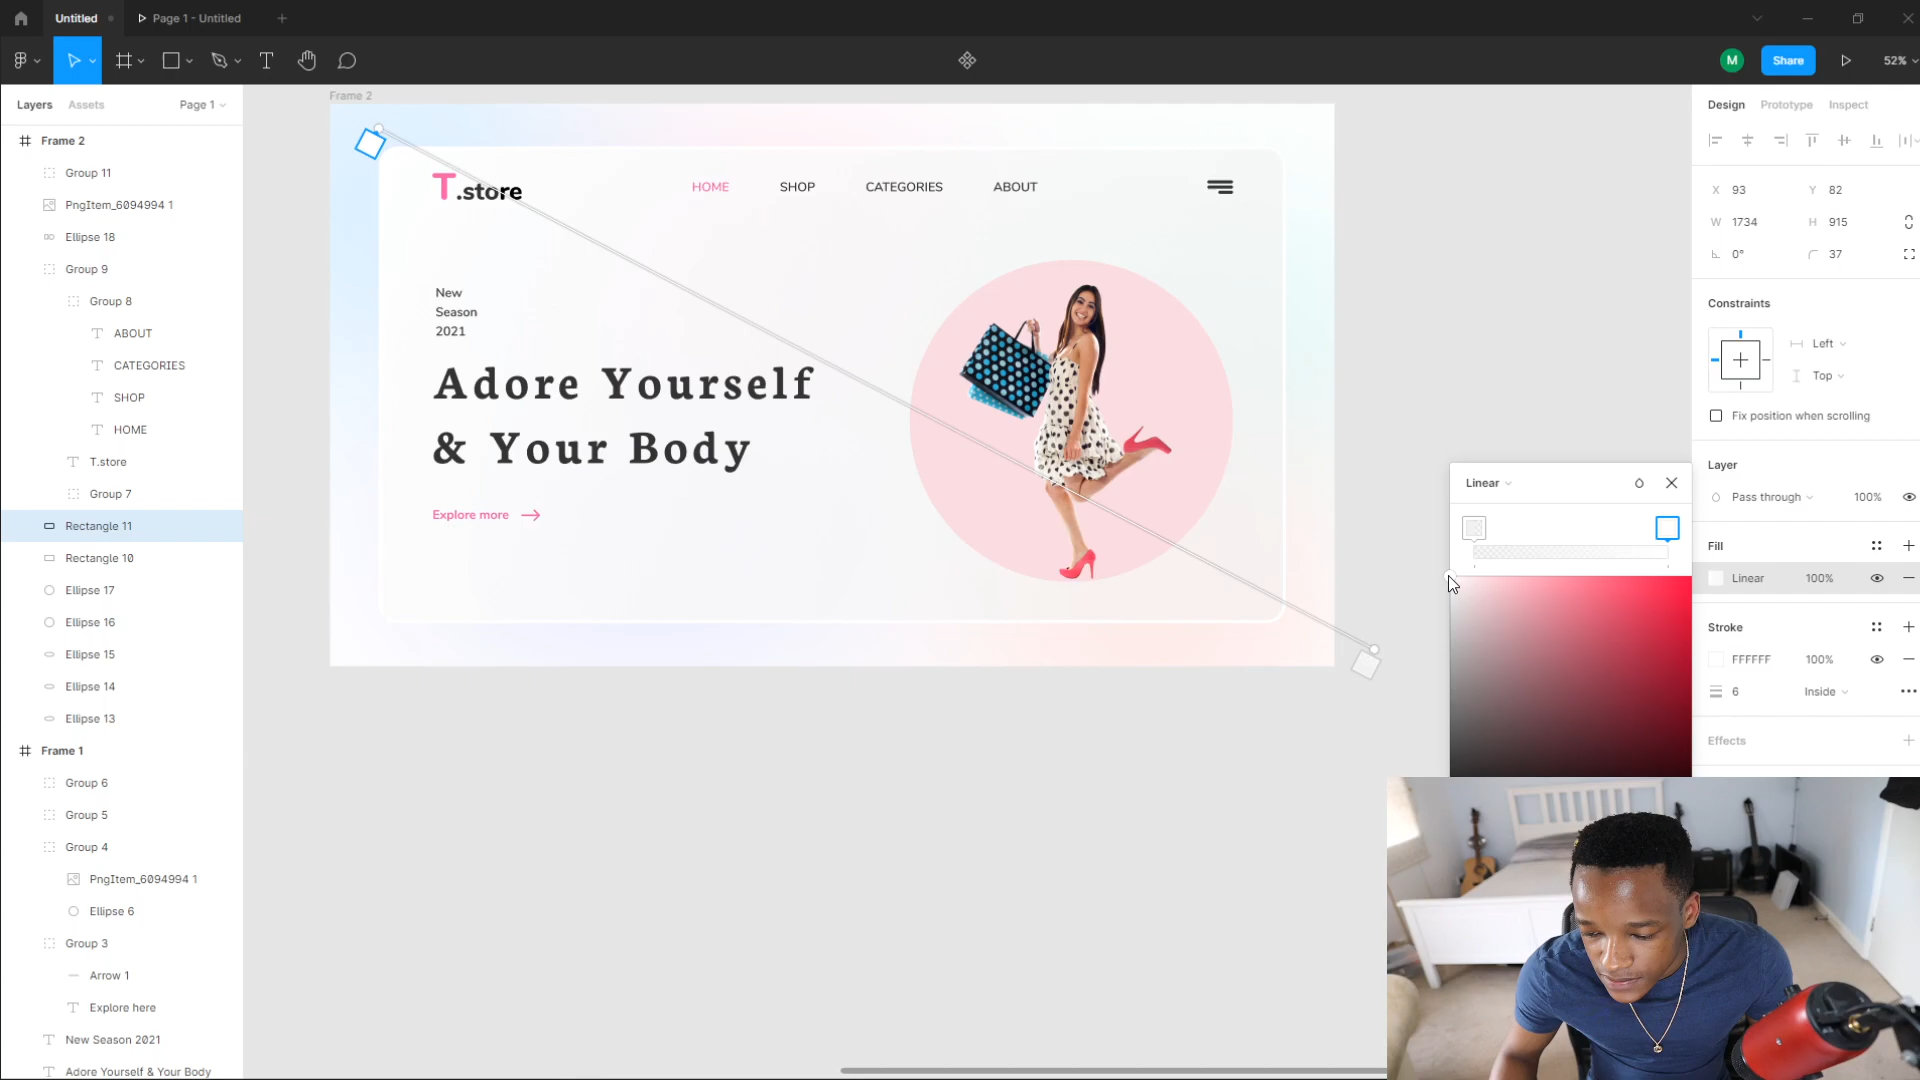 Untitled
Page 1 - Untitled
M
Share
52%
Layers
Assets
Page 1
Frame 2
Group 11
PngItem_6094994 1
Ellipse 18
Group 9
Group 8
ABOUT
CATEGORIES
SHOP
HOME
T.store
Group 7
Rectangle 11
Rectangle 10
Ellipse 17
Ellipse 16
Ellipse 15
Ellipse 14
Ellipse 13
Frame 1
Group 6
Group 5
Group 4
PngItem_6094994 1
Ellipse 6
Group 3
Arrow 1
Explore here
New Season 2021
Adore Yourself & Your Body
Frame 2
T.store
HOME
SHOP
CATEGORIES
ABOUT
New
Season
2021
Adore Yourself
& Your Body
Explore more
Linear
Design
Prototype
Inspect
X 93
Y 82
W 1734
H 915
0°
37
Constraints
Left
Top
Fix position when scrolling
Layer
Pass through
100%
Fill
Linear
100%
Stroke
FFFFFF
100%
6
Inside
Effects